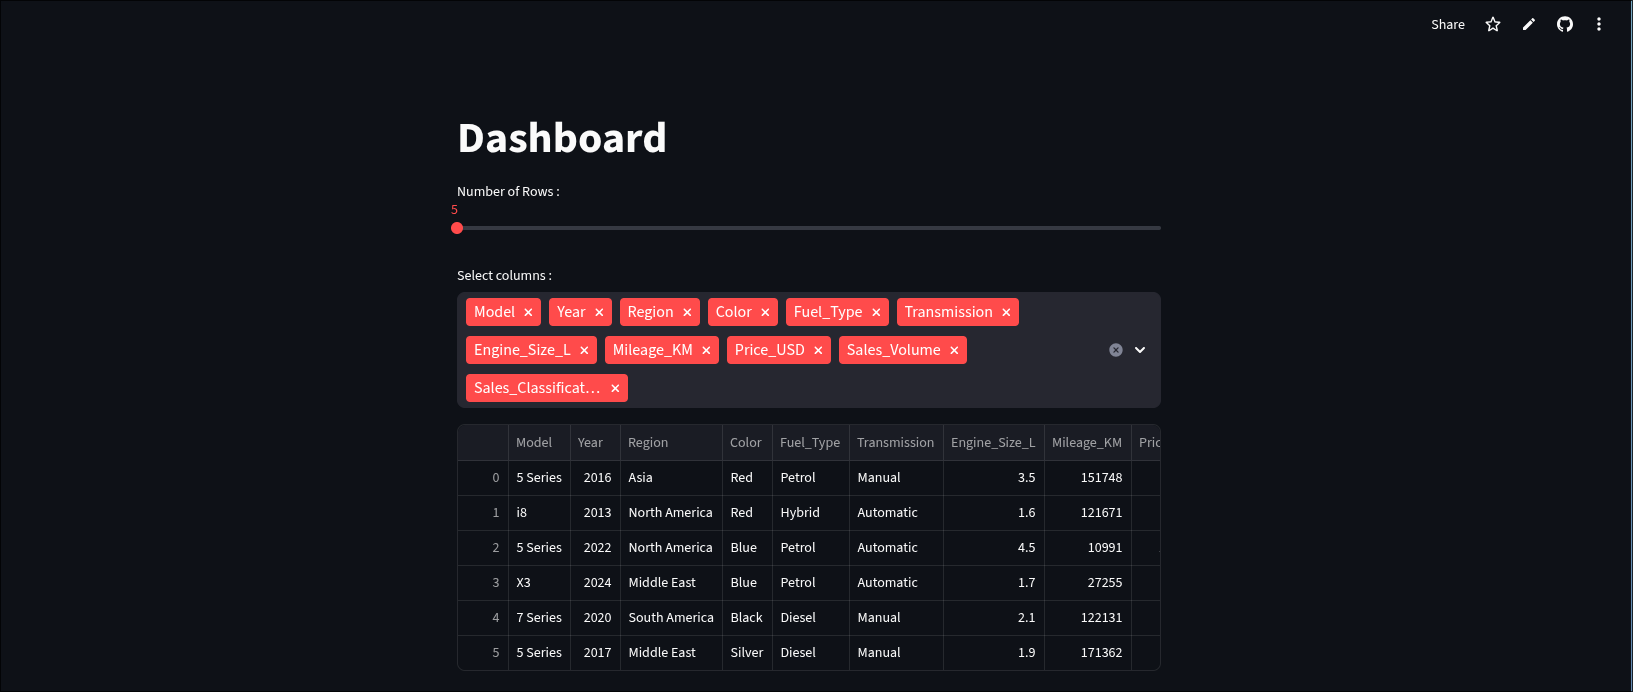 Share
Dashboard
Number of Rows :
5
Select columns :
Model Year Region Color Fuel_Type Transmission
Engine_Size_L Mileage_KM Price_USD Sales_Volume
Sales_Classificat...
Model Year Region Color Fuel_Type Transmission Engine_Size_L Mileage_KM Pric
0 5 Series 2016 Asia Red Petrol Manual 3.5 151748
1 i8 2013 North America Red Hybrid Automatic 1.6 121671
2 5 Series 2022 North America Blue Petrol Automatic 4.5 10991
3 X3 2024 Middle East Blue Petrol Automatic 1.7 27255
4 7 Series 2020 South America Black Diesel Manual 2.1 122131
5 5 Series 2017 Middle East Silver Diesel Manual 1.9 171362